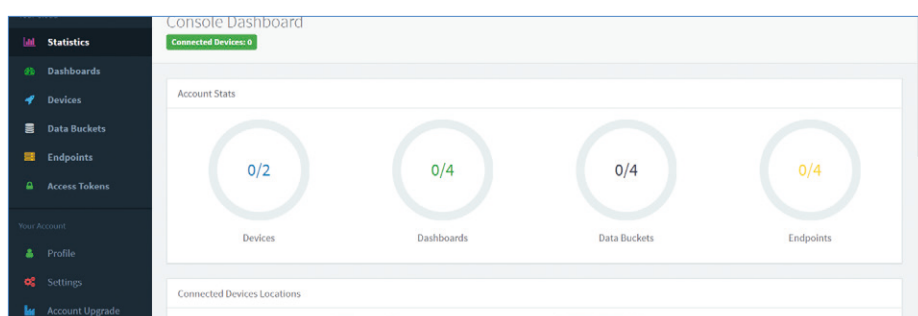 Console Dashboard
Connected Devices: 0
Statistics
Dashboards
Devices
Data Buckets
Endpoints
Access Tokens
Your Account
Profile
Settings
Account Upgrade
Account Stats
0/2
0/4
0/4
0/4
Devices
Dashboards
Data Buckets
Endpoints
Connected Devices Locations